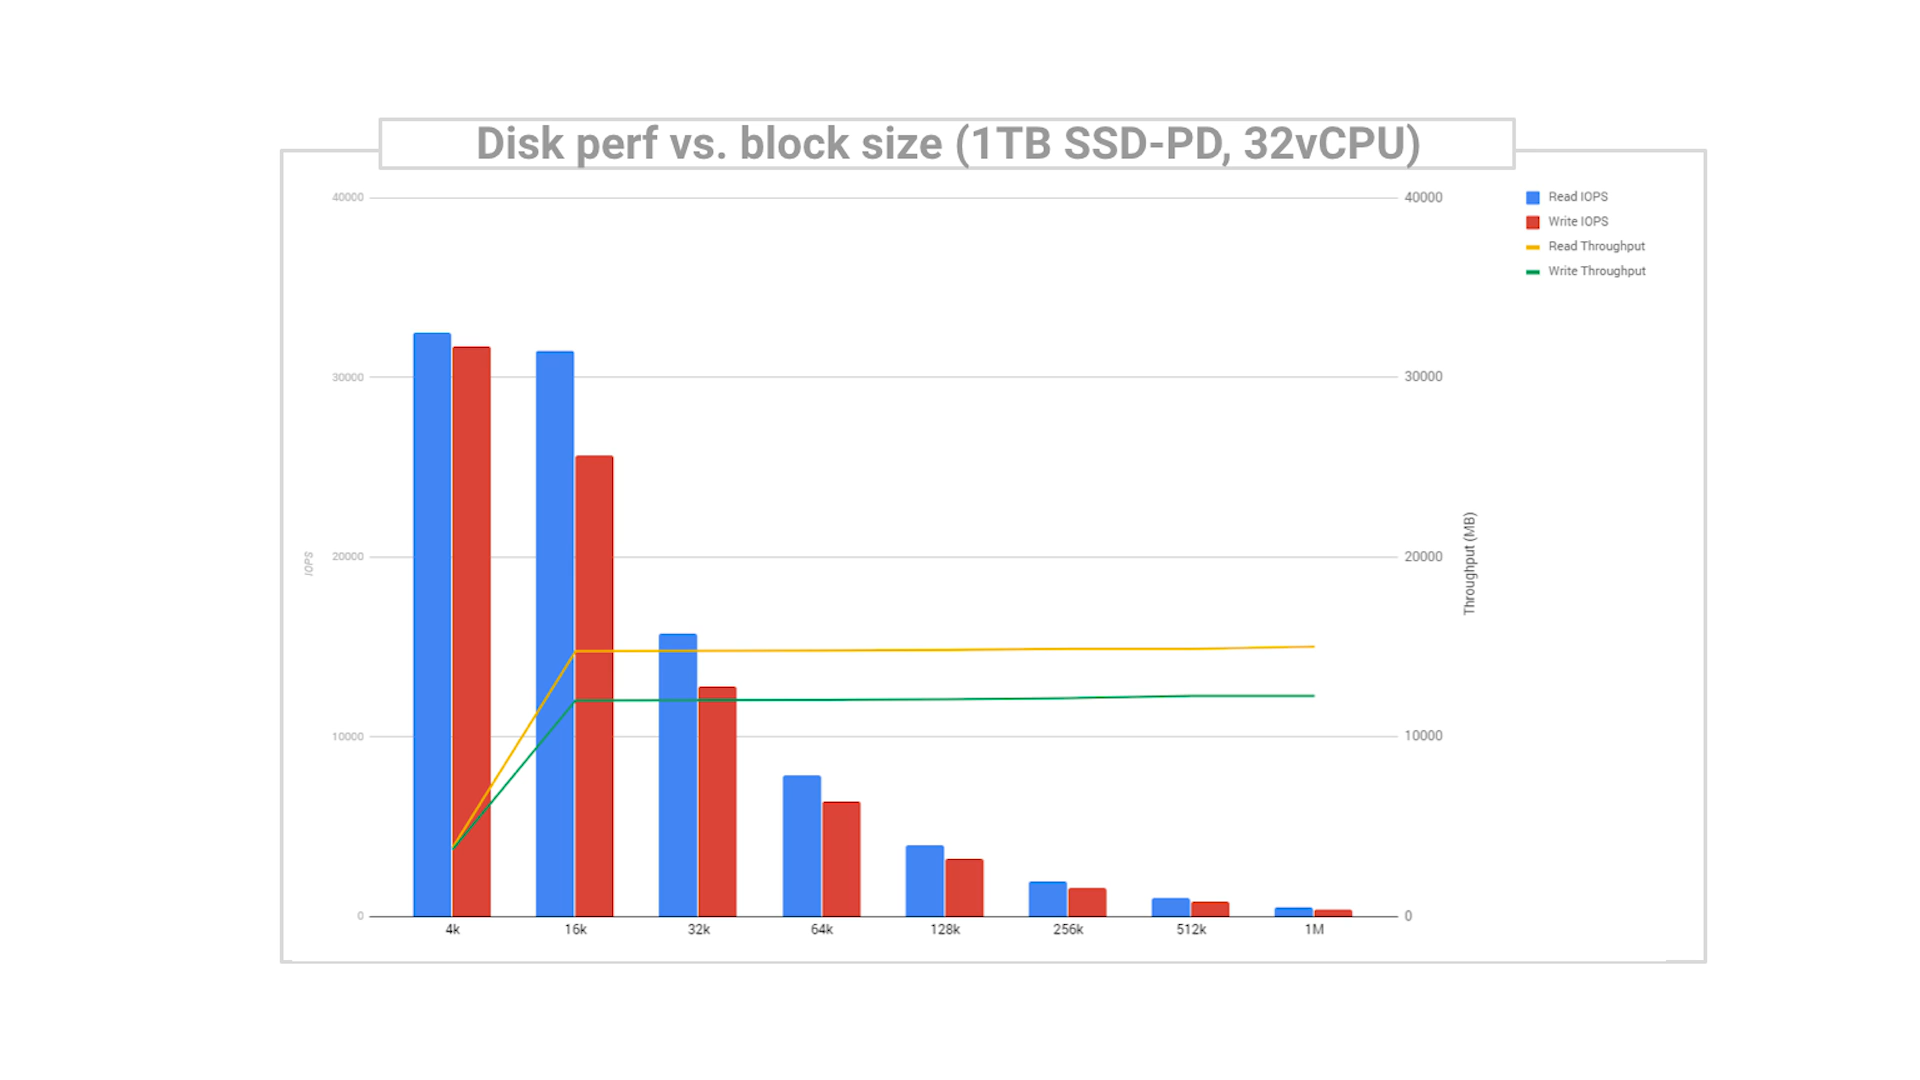 Disk perf vs. block size (1TB SSD-PD, 32vCPU)
40000
30000
20000
10000
0
IOPS
40000
30000
20000
10000
0
Throughput (MB)
Read IOPS
Write IOPS
Read Throughput
Write Throughput
4k 16k 32k 64k 128k 256k 512k 1M